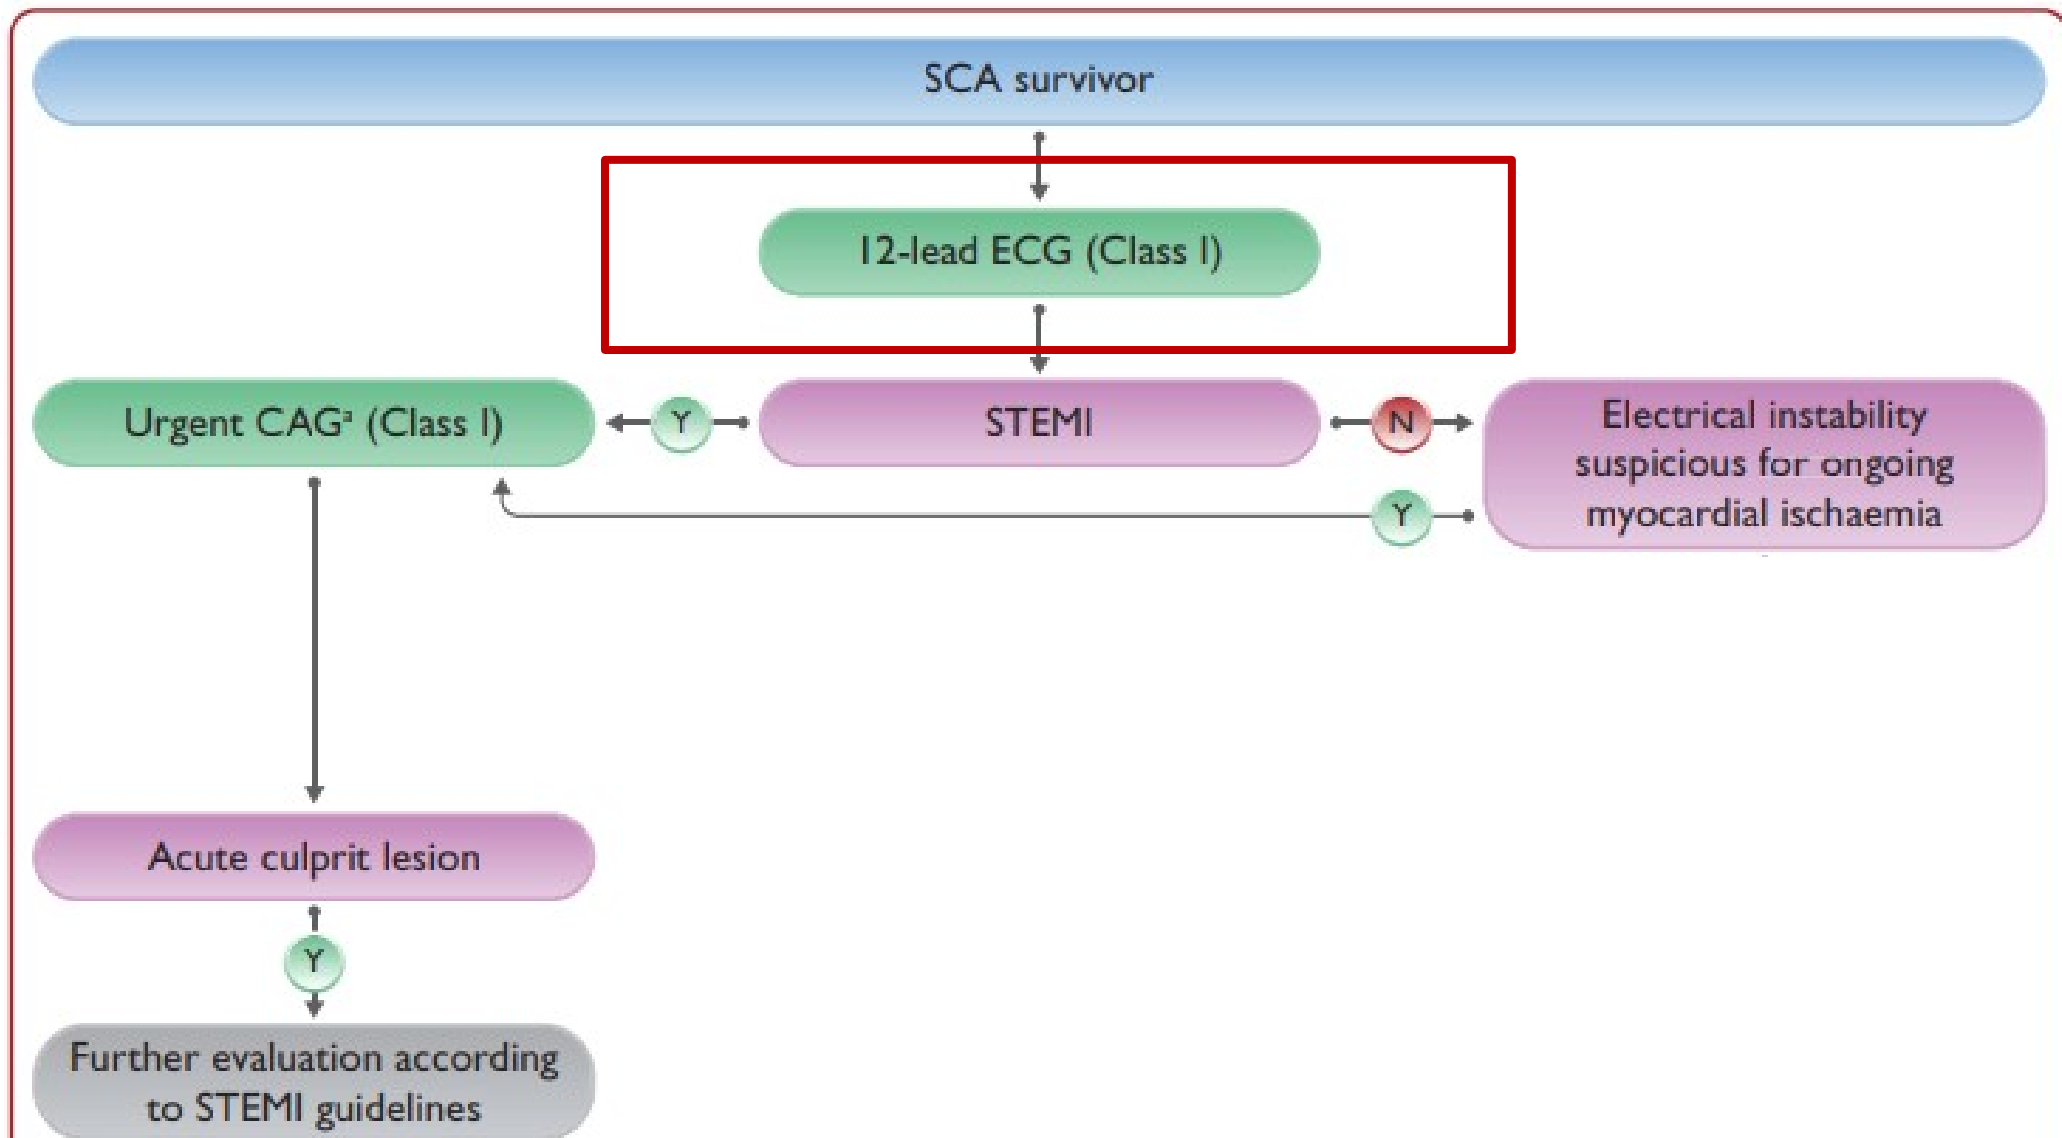 SCA survivor
12-lead ECG (Class I)
Urgent CAGª (Class I)
Y
STEMI
N
Electrical instability
suspicious for ongoing
myocardial ischaemia
Y
Acute culprit lesion
Y
Further evaluation according
to STEMI guidelines